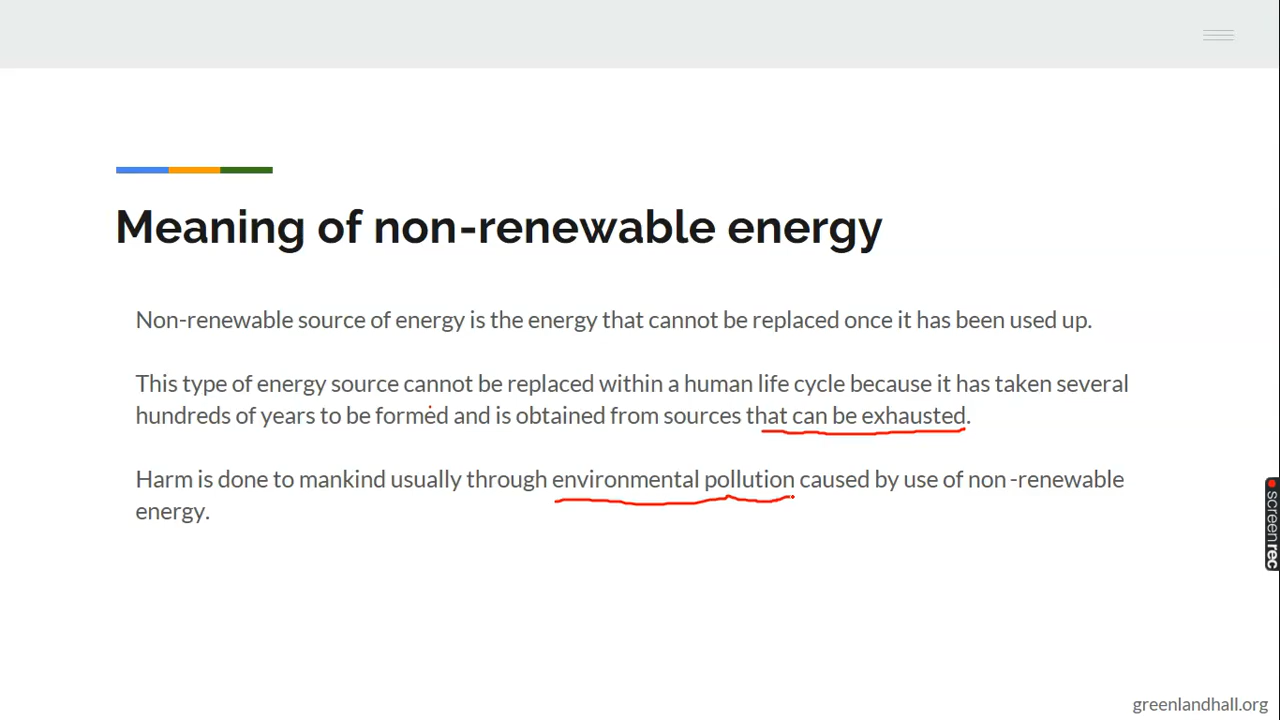 Meaning of non-renewable energy
Non-renewable source of energy is the energy that cannot be replaced once it has been used up.
This type of energy source cannot be replaced within a human life cycle because it has taken several
hundreds of years to be formed and is obtained from sources that can be exhausted.
Harm is done to mankind usually through environmental pollution caused by use of non -renewable
energy.
screenrec
greenlandhall.org